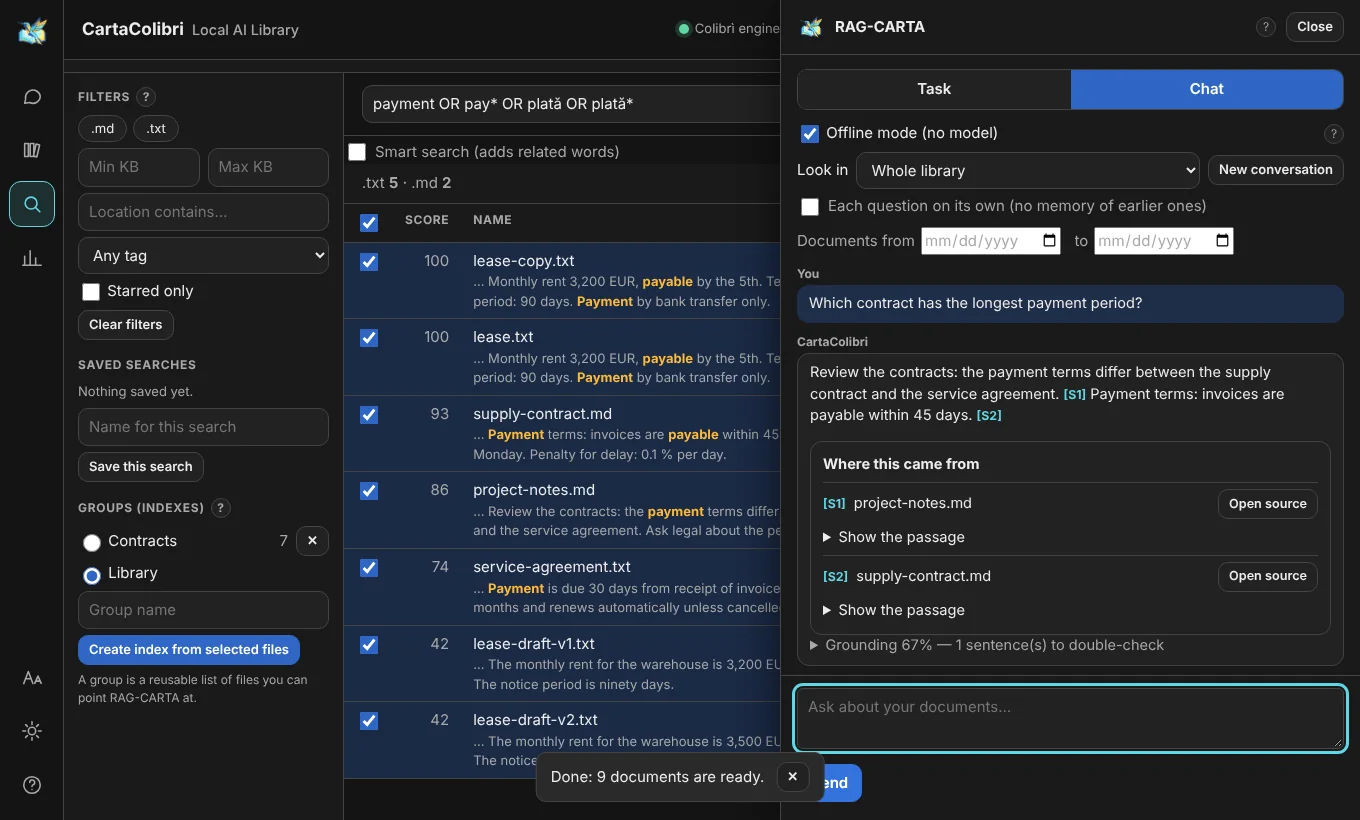 CartaColibri Local AI Library
Colibrì engine
FILTERS ?
.md .txt
Min KB Max KB
Location contains...
Any tag
Starred only
Clear filters
SAVED SEARCHES
Nothing saved yet.
Name for this search
Save this search
GROUPS (INDEXES) ?
Contracts 7 ×
Library
Group name
Create index from selected files
A group is a reusable list of files you can
point RAG-CARTA at.
AA
?
payment OR pay* OR plată OR plată*
Smart search (adds related words)
.txt 5 · .md 2
SCORE NAME
100 lease-copy.txt
... Monthly rent 3,200 EUR, payable by the 5th. Te
period: 90 days. Payment by bank transfer only.
100 lease.txt
... Monthly rent 3,200 EUR, payable by the 5th. Te
period: 90 days. Payment by bank transfer only.
93 supply-contract.md
... Payment terms: invoices are payable within 45
Monday. Penalty for delay: 0.1 % per day.
86 project-notes.md
... Review the contracts: the payment terms differ
and the service agreement. Ask legal about the pe
74 service-agreement.txt
... Payment is due 30 days from receipt of invoice
months and renews automatically unless cancelle
42 lease-draft-v1.txt
... The monthly rent for the warehouse is 3,200 EU
The notice period is ninety days.
42 lease-draft-v2.txt
... The monthly rent for the warehouse is 3,500 EU
The notice
Done: 9 documents are ready. ×
RAG-CARTA ? Close
Task Chat
Offline mode (no model) ?
Look in Whole library New conversation
Each question on its own (no memory of earlier ones)
Documents from mm/dd/yyyy to mm/dd/yyyy
You
Which contract has the longest payment period?
CartaColibri
Review the contracts: the payment terms differ between the supply
contract and the service agreement. [S1] Payment terms: invoices are
payable within 45 days. [S2]
Where this came from
[S1] project-notes.md Open source
Show the passage
[S2] supply-contract.md Open source
Show the passage
Grounding 67% — 1 sentence(s) to double-check
Ask about your documents...
end